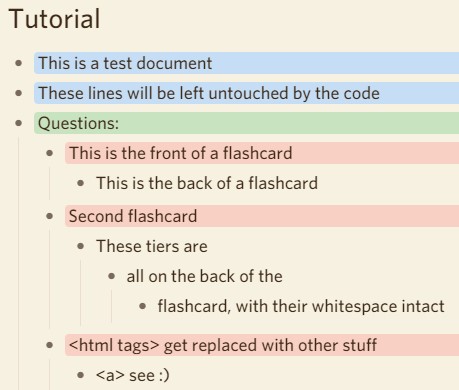 Tutorial
This is a test document
These lines will be left untouched by the code
Questions:
This is the front of a flashcard
This is the back of a flashcard
Second flashcard
These tiers are
all on the back of the
flashcard, with their whitespace intact
<html tags> get replaced with other stuff
<a> see :)